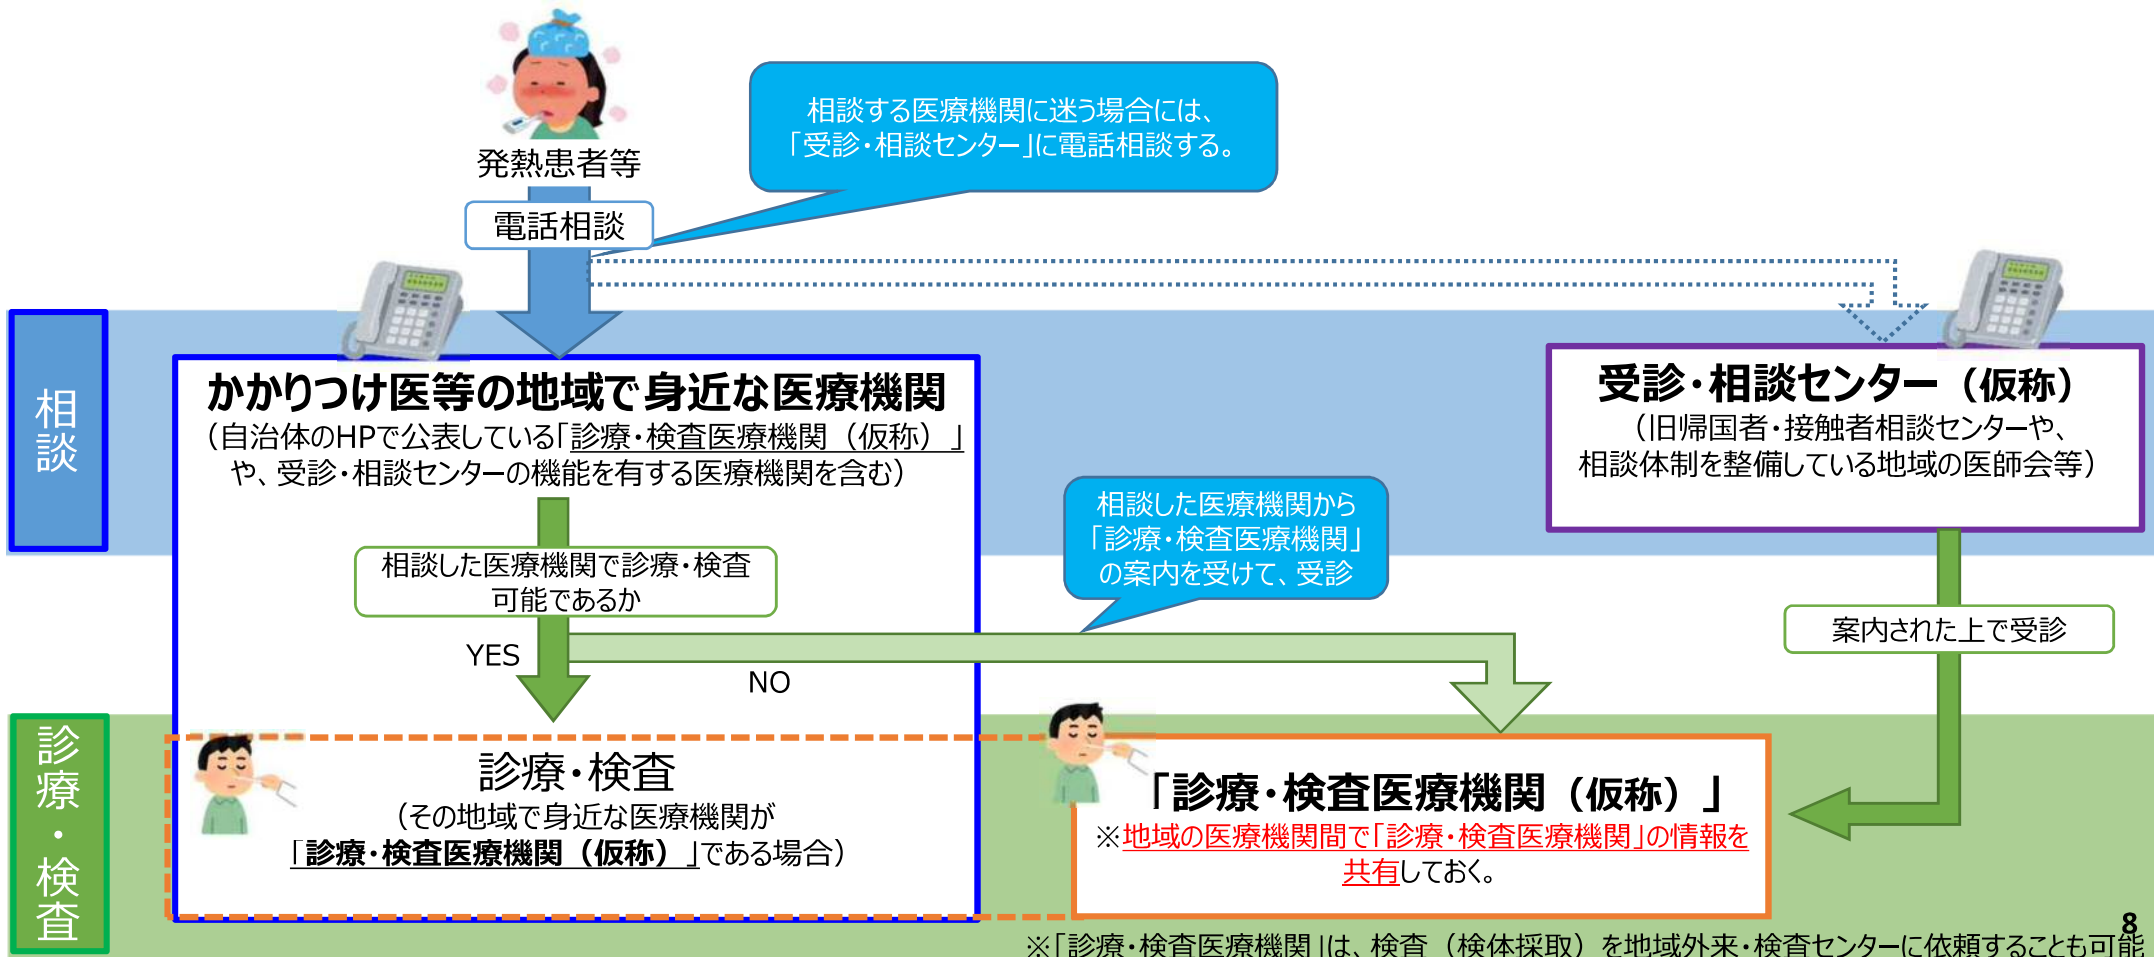 発熱患者等
電話相談
相談する医療機関に迷う場合には、
「受診・相談センター」に電話相談する。
相談
かかりつけ医等の地域で身近な医療機関
（自治体のHPで公表している「診療・検査医療機関（仮称）」
や、受診・相談センターの機能を有する医療機関を含む）
受診・相談センター（仮称）
（旧帰国者・接触者相談センターや、
相談体制を整備している地域の医師会等）
相談した医療機関で診療・検査
可能であるか
相談した医療機関から
「診療・検査医療機関」
の案内を受けて、受診
案内された上で受診
YES
NO
診療・検査
診療・検査
（その地域で身近な医療機関が
「診療・検査医療機関（仮称）」である場合）
「診療・検査医療機関（仮称）」
※地域の医療機関間で「診療・検査医療機関」の情報を
共有しておく。
8
※「診療・検査医療機関」は、検査（検体採取）を地域外来・検査センターに依頼することも可能